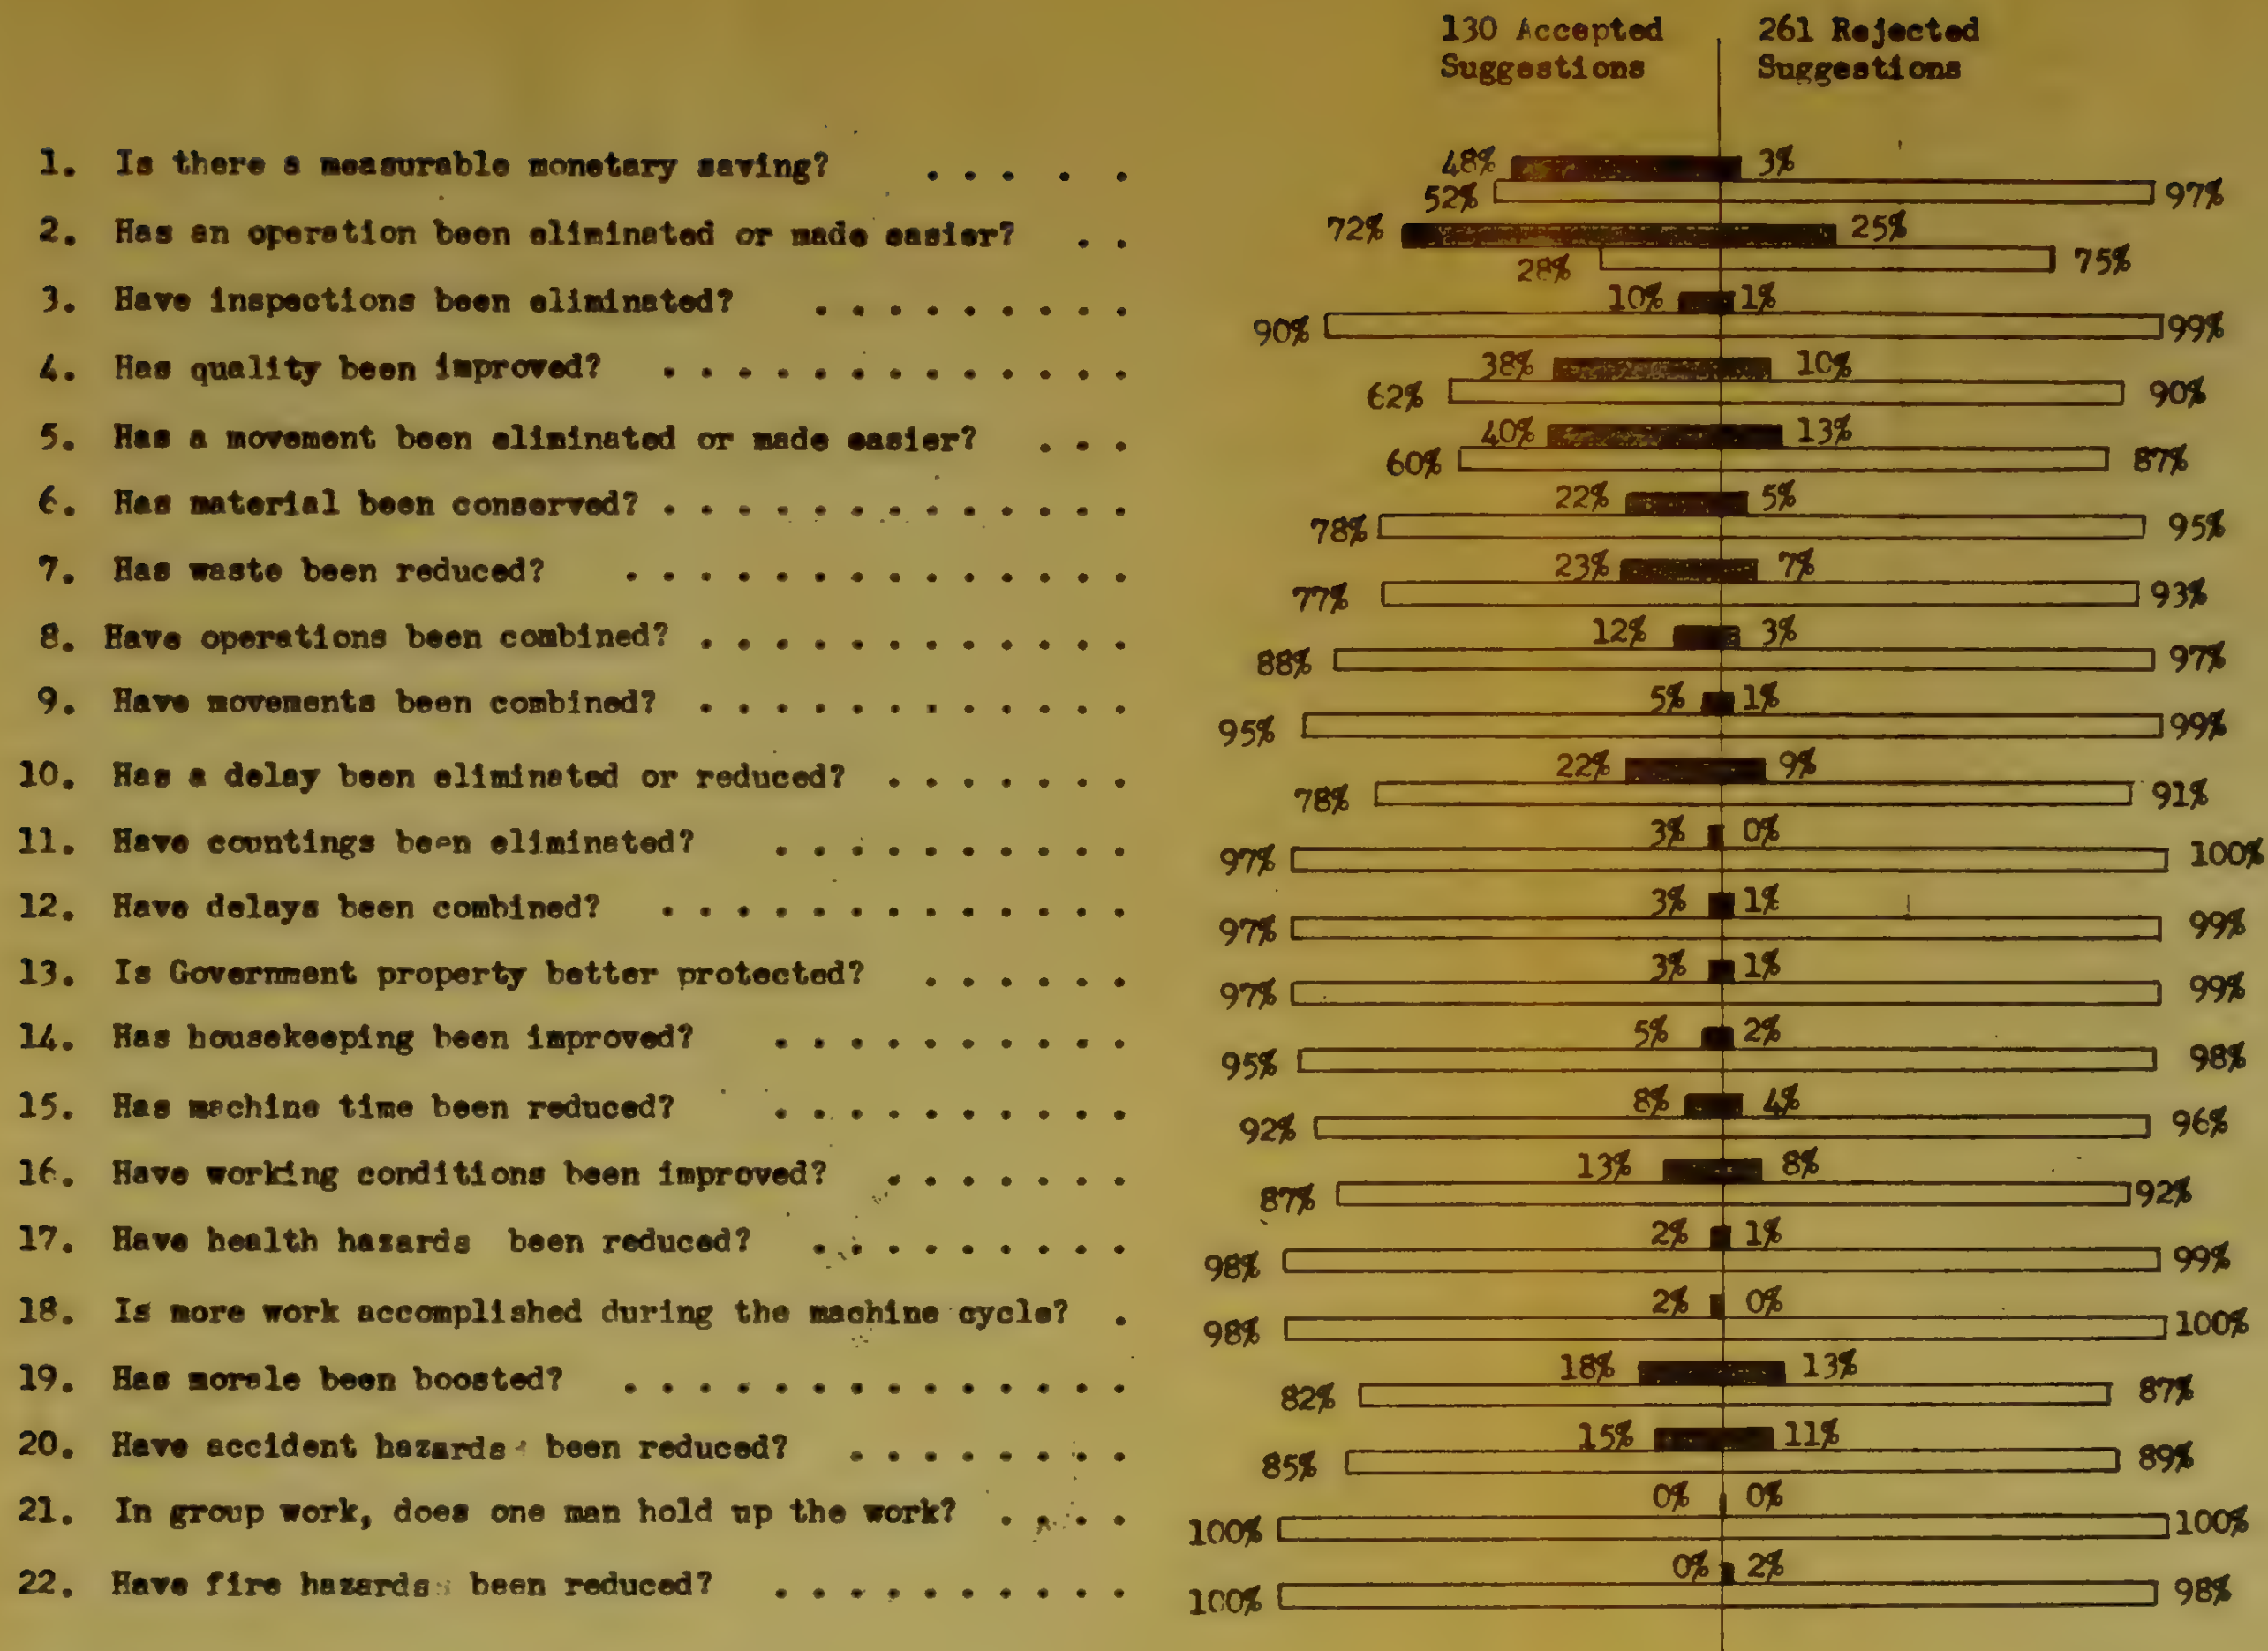 130 Accepted 261 Rejected
Suggestions Suggestions
1. Is there a measurable monetary saving? . . . . . 48% 3%
52% 97%
2. Has an operation been eliminated or made easier? . . 72% 25%
28% 75%
3. Have inspections been eliminated? . . . . . . . . . 10% 1%
90% 99%
4. Has quality been improved? . . . . . . . . . . . . . 38% 10%
62% 90%
5. Has a movement been eliminated or made easier? . . . 40% 13%
60% 87%
6. Has material been conserved? . . . . . . . . . . . . . 22% 5%
78% 95%
7. Has waste been reduced? . . . . . . . . . . . . . . 23% 7%
77% 93%
8. Have operations been combined? . . . . . . . . . . . . 12% 3%
88% 97%
9. Have movements been combined? . . . . . . . . . . . . 5% 1%
95% 99%
10. Has a delay been eliminated or reduced? . . . . . . . 22% 9%
78% 91%
11. Have countings been eliminated? . . . . . . . . . . 3% 0%
97% 100%
12. Have delays been combined? . . . . . . . . . . . . . 3% 1%
97% 99%
13. Is Government property better protected? . . . . . . 3% 1%
97% 99%
14. Has housekeeping been improved? . . . . . . . . . . 5% 2%
95% 98%
15. Has machine time been reduced? . . . . . . . . . . 8% 4%
92% 96%
16. Have working conditions been improved? . . . . . . . 13% 8%
87% 92%
17. Have health hazards been reduced? . . . . . . . . . 2% 1%
98% 99%
18. Is more work accomplished during the machine cycle? . 2% 0%
98% 100%
19. Has morale been boosted? . . . . . . . . . . . . . . 18% 13%
82% 87%
20. Have accident hazards been reduced? . . . . . . . . 15% 11%
85% 89%
21. In group work, does one man hold up the work? . . . . 0% 0%
100% 100%
22. Have fire hazards been reduced? . . . . . . . . . . 0% 2%
100% 98%